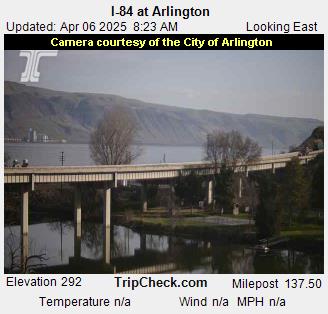 I-84 at Arlington
Updated: Apr 06 2025 8:23 AM Looking East
Camera courtesy of the City of Arlington
Elevation 292 TripCheck.com Milepost 137.50
Temperature n/a Wind n/a MPH n/a